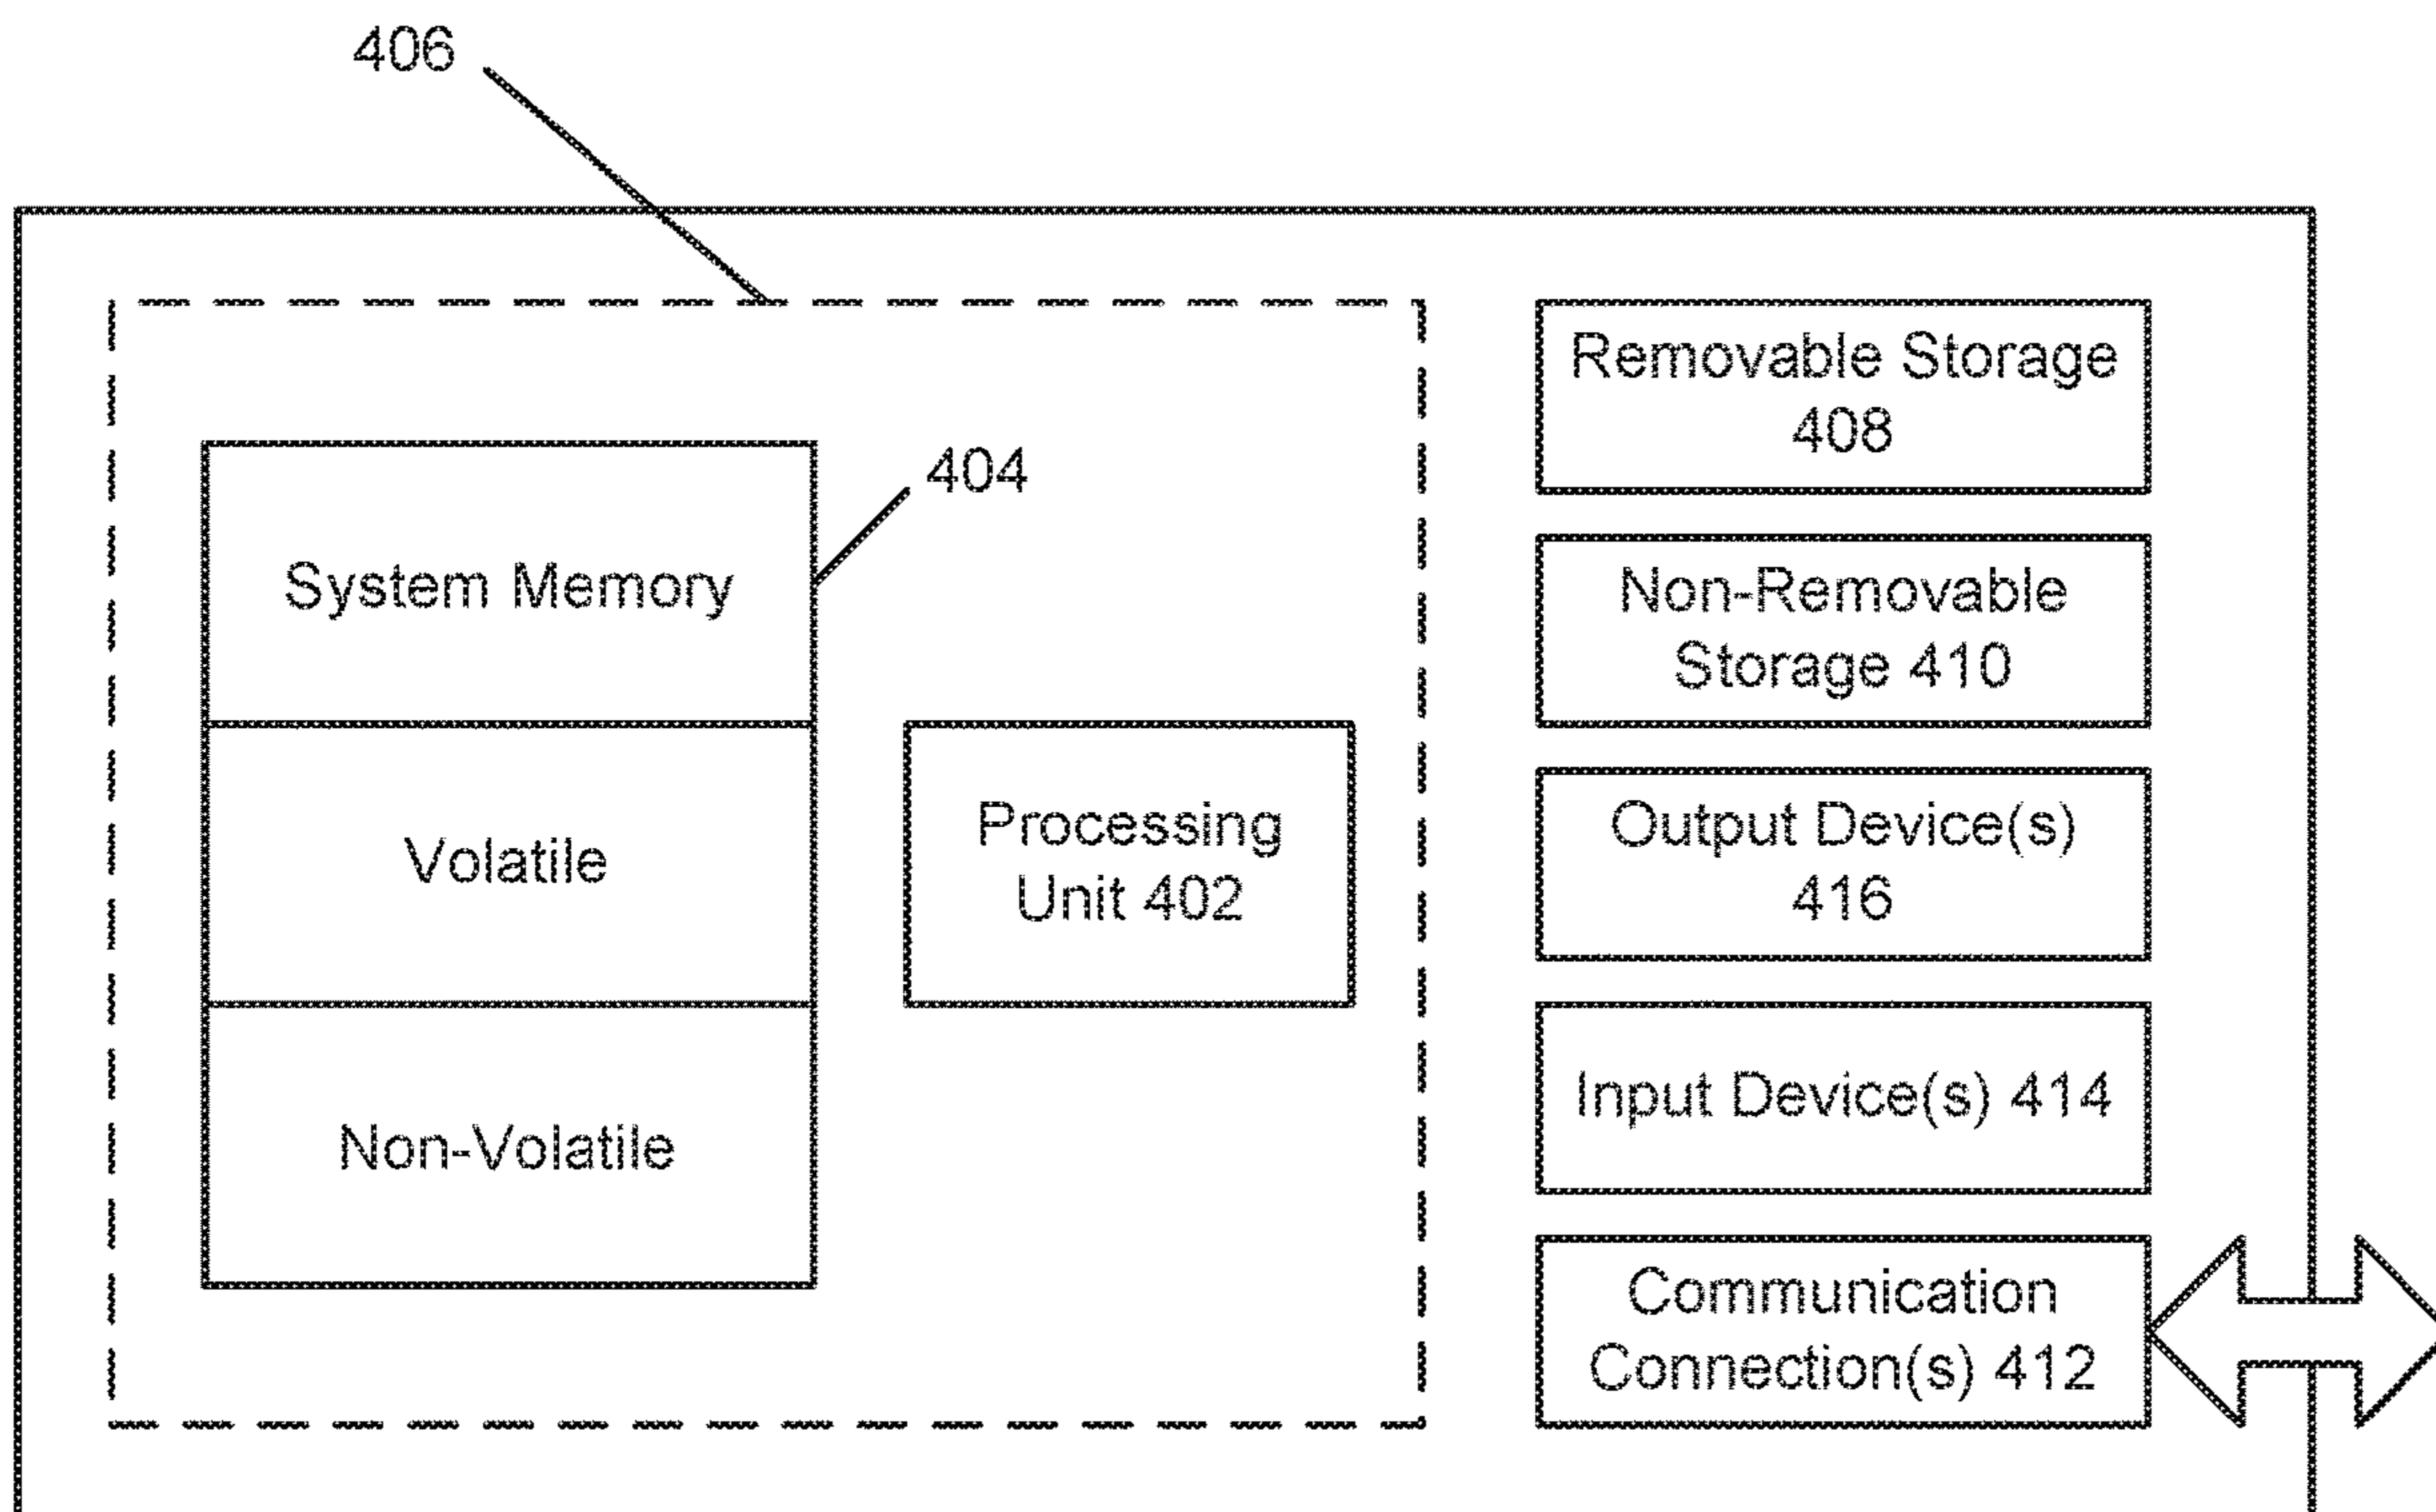 406
404
System Memory
Volatile
Non-Volatile
Processing
Unit 402
Removable Storage
408
Non-Removable
Storage 410
Output Device(s)
416
Input Device(s) 414
Communication
Connection(s) 412